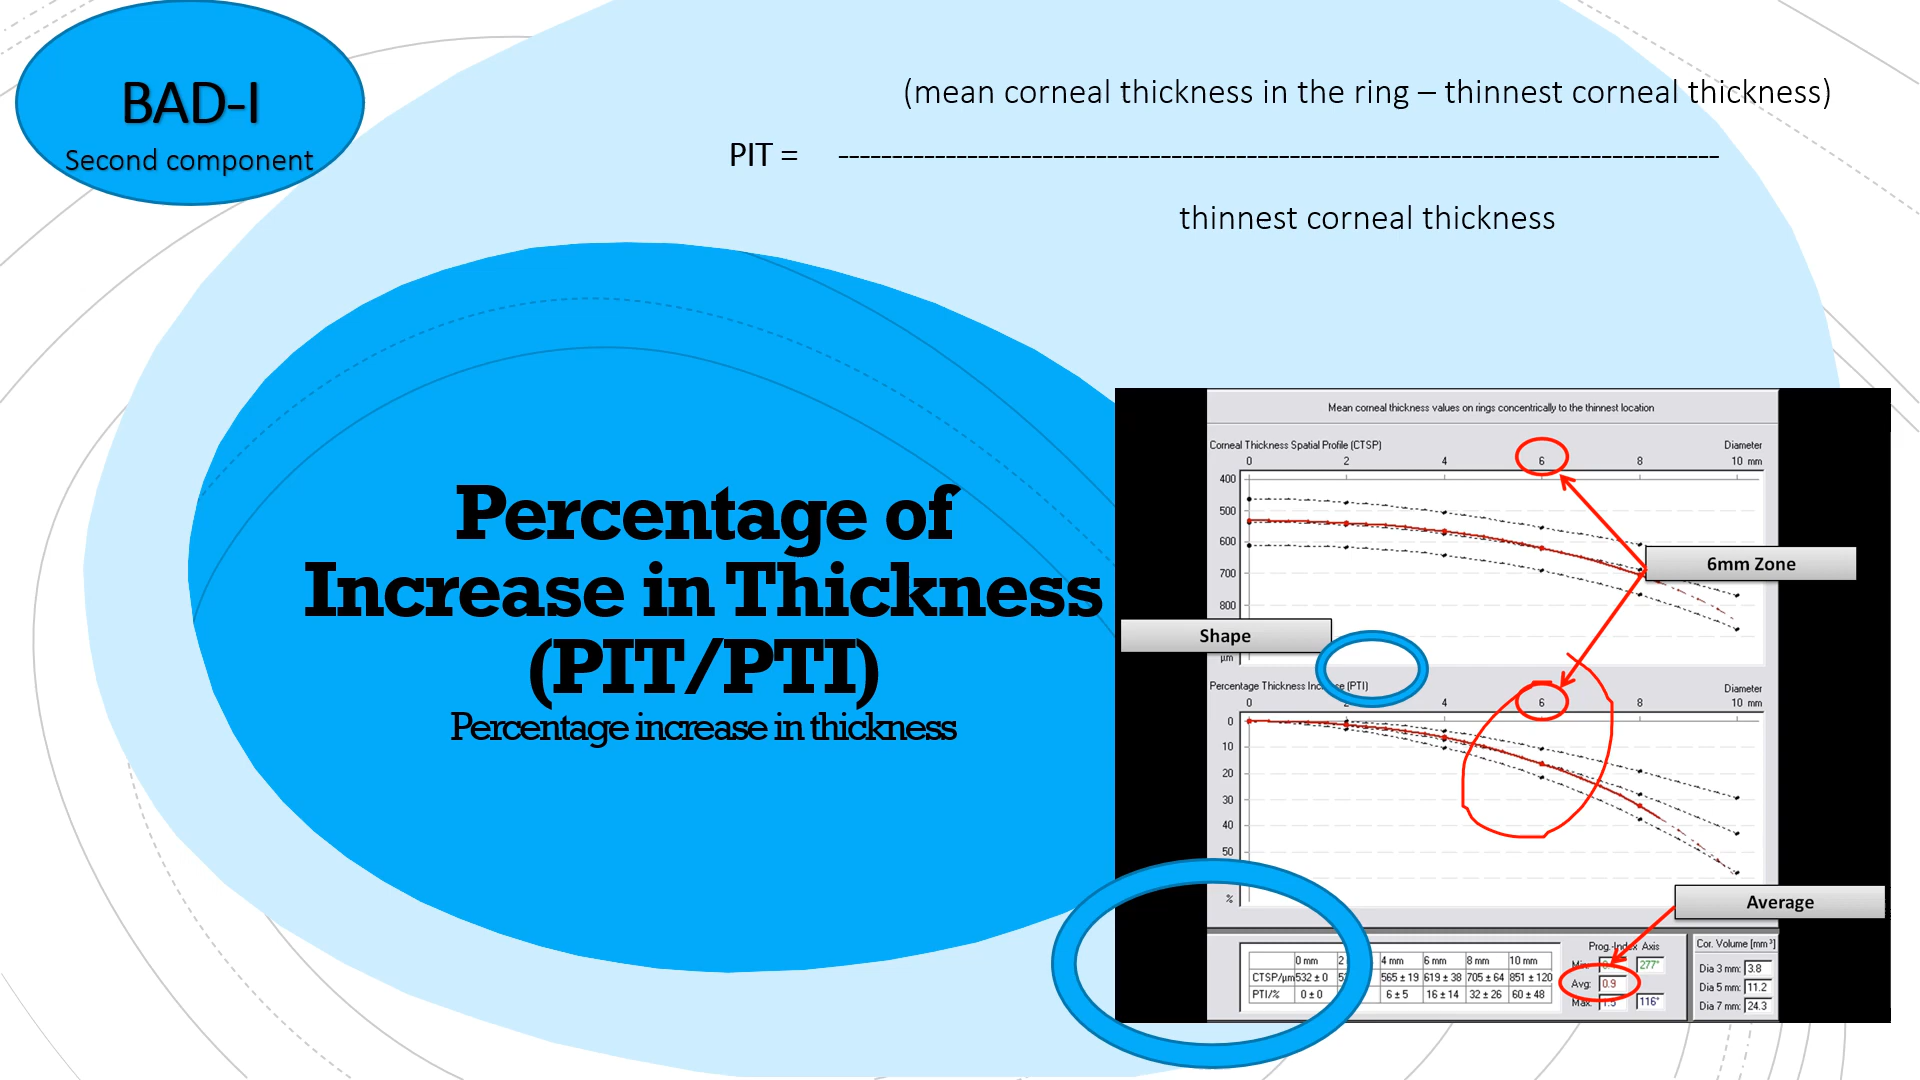 BAD-I
Second component
(mean corneal thickness in the ring – thinnest corneal thickness)
PIT = --------------------------------------------------------------------------------
thinnest corneal thickness
Percentage of
Increase in Thickness
(PIT/PTI)
Percentage increase in thickness
Mean corneal thickness values on rings concentrically to the thinnest location
Corneal Thickness Spatial Profile (CTSP)
Diameter
0 2 4 6 8 10 mm
400
500
600
700
800
µm
6mm Zone
Shape
Percentage Thickness (PTI)
Diameter
0 4 6 8 10 mm
0
10
20
30
40
50
%
Average
0 mm 4 mm 6 mm 8 mm 10 mm
CTSP/µm 532 ± 0 565 ± 19 619 ± 38 705 ± 64 851 ± 120
PTI/% 0 ± 0 6 ± 5 16 ± 14 32 ± 26 60 ± 48
Axis
277°
Avg: 0.9
Max: 116°
Cor. Volume [mm³]
Dia 3 mm: 3.8
Dia 5 mm: 11.2
Dia 7 mm: 24.3